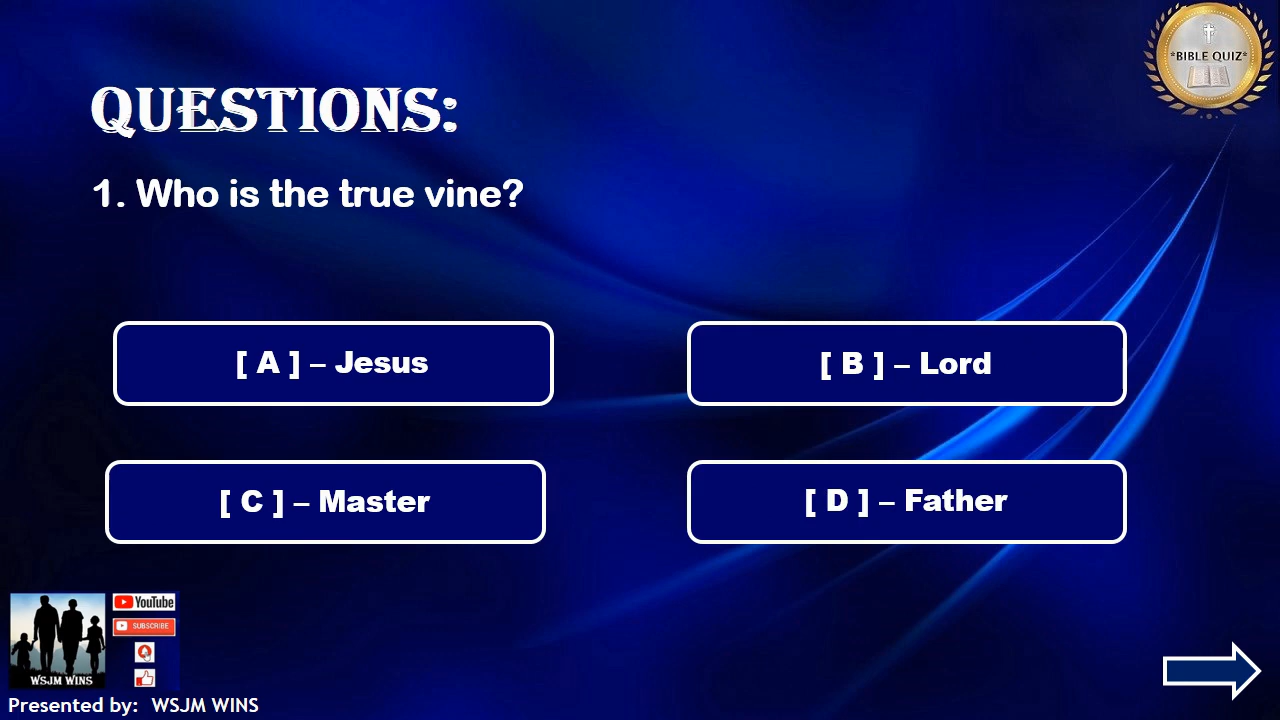 *BIBLE QUIZ*
QUESTIONS:
1. Who is the true vine?
[ A ] – Jesus
[ B ] – Lord
[ C ] – Master
[ D ] – Father
YouTube
SUBSCRIBE
WSJM WINS
Presented by: WSJM WINS